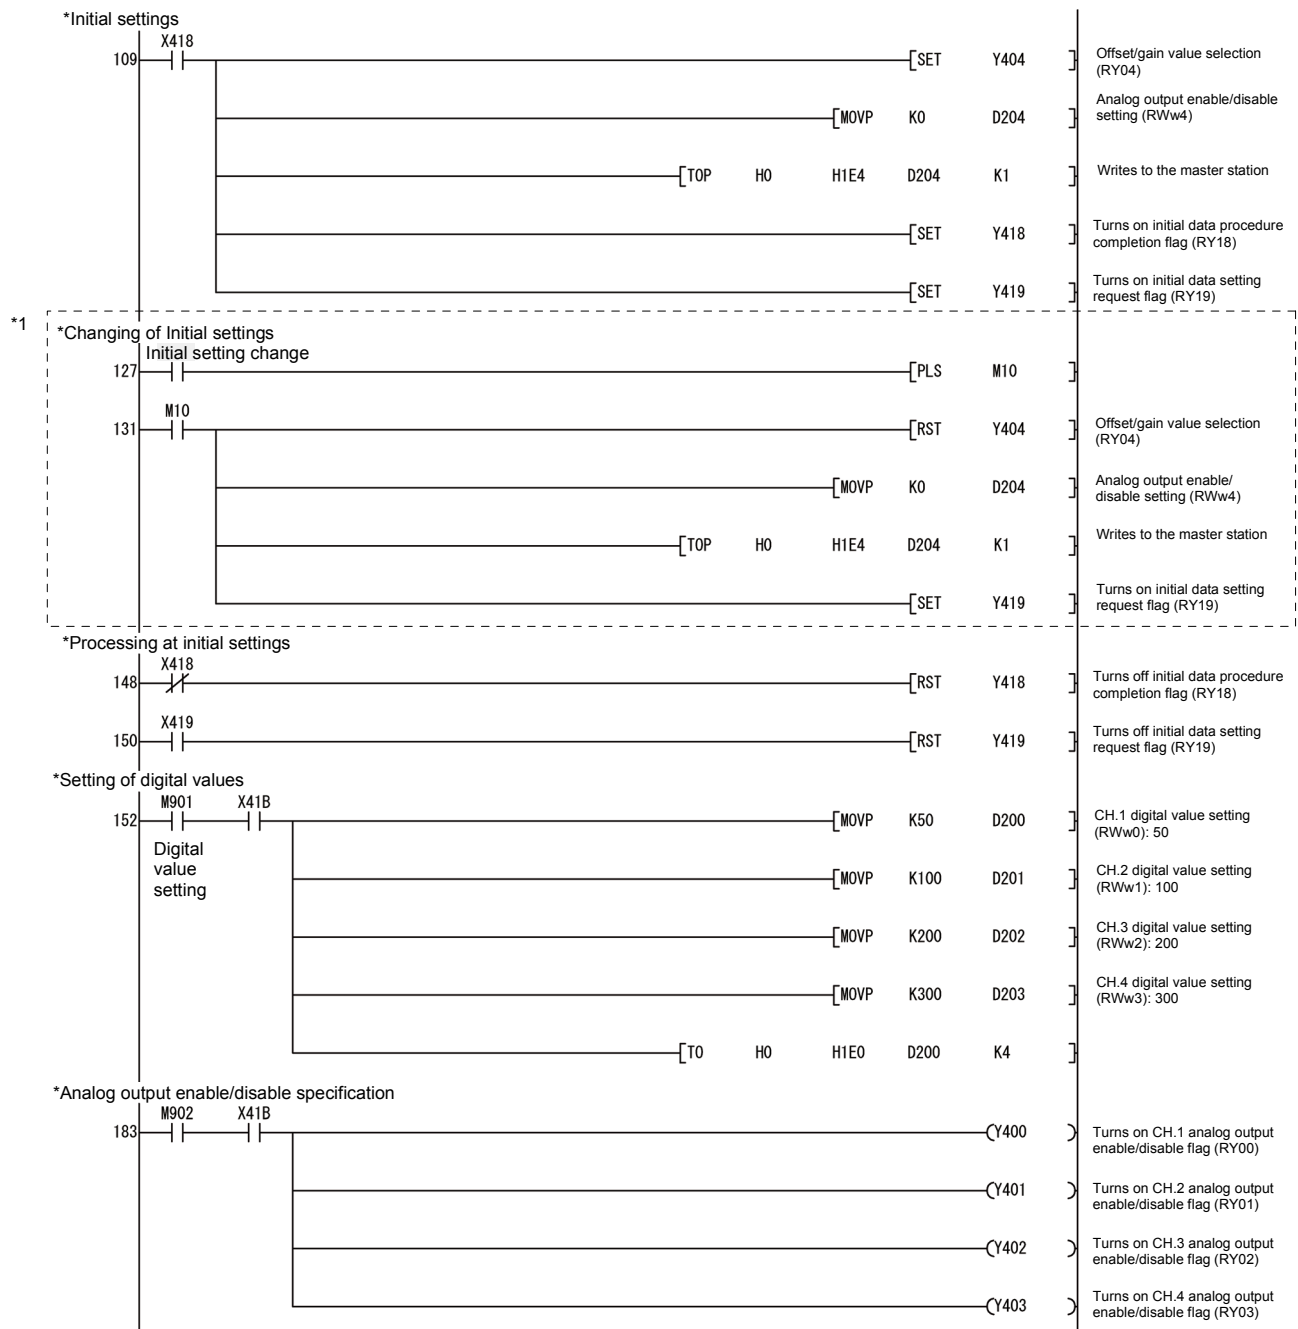 *Initial settings
X418
109 SET Y404 Offset/gain value selection
(RY04)
MOVP K0 D204 Analog output enable/disable
setting (RWw4)
TOP H0 H1E4 D204 K1 Writes to the master station
SET Y418 Turns on initial data procedure
completion flag (RY18)
SET Y419 Turns on initial data setting
request flag (RY19)
*1
*Changing of Initial settings
Initial setting change
127 PLS M10
M10
131 RST Y404 Offset/gain value selection
(RY04)
MOVP K0 D204 Analog output enable/
disable setting (RWw4)
TOP H0 H1E4 D204 K1 Writes to the master station
SET Y419 Turns on initial data setting
request flag (RY19)
*Processing at initial settings
X418
148 RST Y418 Turns off initial data procedure
completion flag (RY18)
X419
150 RST Y419 Turns off initial data setting
request flag (RY19)
*Setting of digital values
M901 X41B
152 MOVP K50 D200 CH.1 digital value setting
(RWw0): 50
Digital
value
setting
MOVP K100 D201 CH.2 digital value setting
(RWw1): 100
MOVP K200 D202 CH.3 digital value setting
(RWw2): 200
MOVP K300 D203 CH.4 digital value setting
(RWw3): 300
TO H0 H1E0 D200 K4
*Analog output enable/disable specification
M902 X41B
183 Y400 Turns on CH.1 analog output
enable/disable flag (RY00)
Y401 Turns on CH.2 analog output
enable/disable flag (RY01)
Y402 Turns on CH.3 analog output
enable/disable flag (RY02)
Y403 Turns on CH.4 analog output
enable/disable flag (RY03)